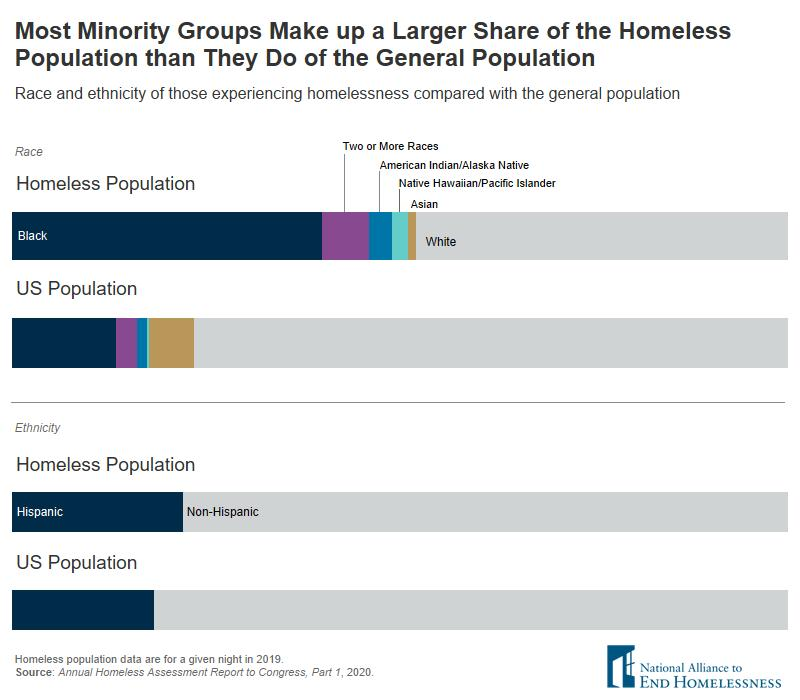 Most Minority Groups Make up a Larger Share of the Homeless
Population than They Do of the General Population
Race and ethnicity of those experiencing homelessness compared with the general population
Race
Two or More Races
American Indian/Alaska Native
Native Hawaiian/Pacific Islander
Asian
Homeless Population
Black
White
US Population
Ethnicity
Homeless Population
Hispanic
Non-Hispanic
US Population
Homeless population data are for a given night in 2019.
Source: Annual Homeless Assessment Report to Congress, Part 1, 2020.
National Alliance to
END HOMELESSNESS